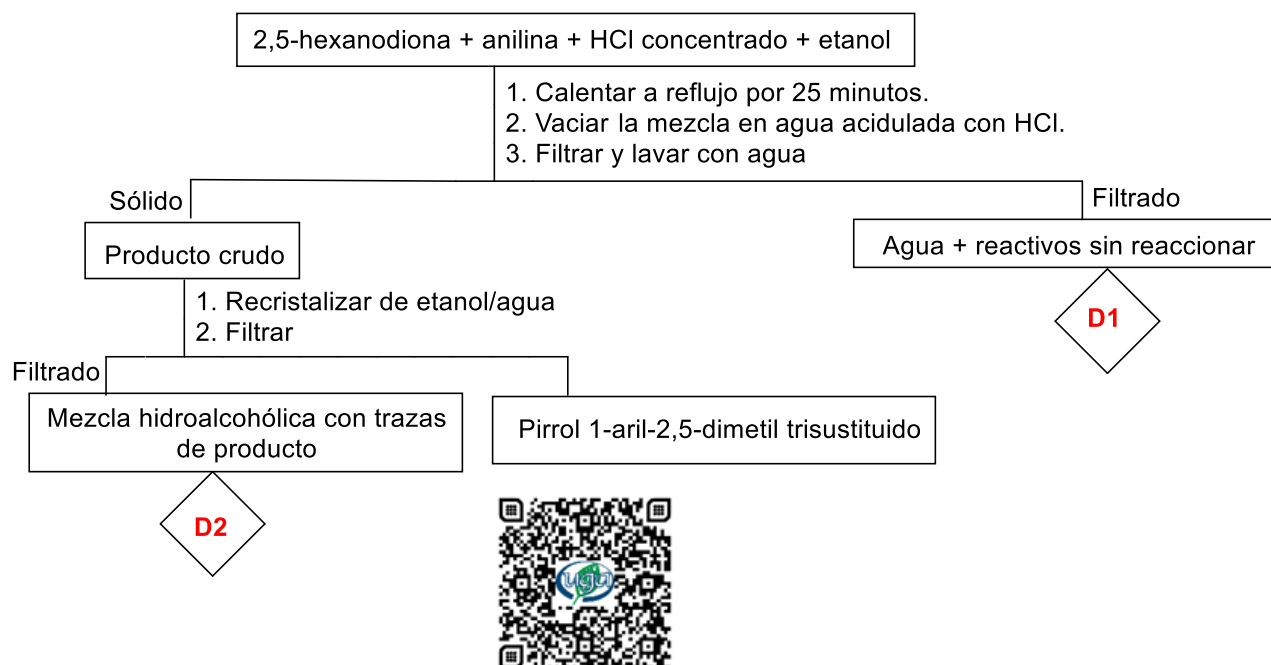 2,5-hexanodiona + anilina + HCl concentrado + etanol
1. Calentar a reflujo por 25 minutos.
2. Vaciar la mezcla en agua acidulada con HCl.
3. Filtrar y lavar con agua
Sólido
Filtrado
Producto crudo
Agua + reactivos sin reaccionar
1. Recristalizar de etanol/agua
2. Filtrar
D1
Filtrado
Mezcla hidroalcohólica con trazas
de producto
Pirrol 1-aril-2,5-dimetil trisustituido
D2
uga